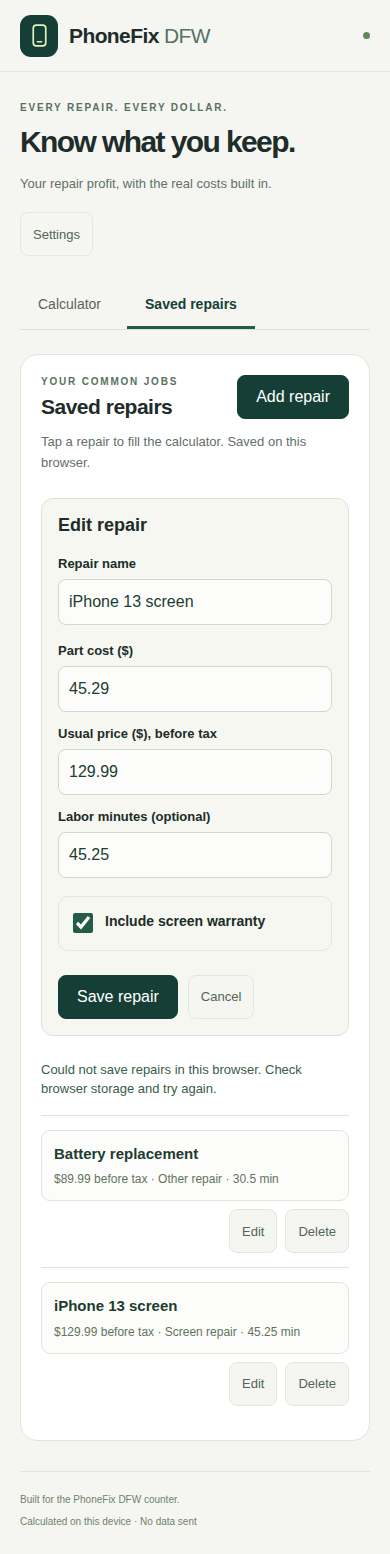 PhoneFix DFW
EVERY REPAIR. EVERY DOLLAR.
Know what you keep.
Your repair profit, with the real costs built in.
Settings
Calculator
Saved repairs
YOUR COMMON JOBS
Saved repairs
Add repair
Tap a repair to fill the calculator. Saved on this
browser.
Edit repair
Repair name
iPhone 13 screen
Part cost ($)
45.29
Usual price ($), before tax
129.99
Labor minutes (optional)
45.25
Include screen warranty
Save repair
Cancel
Could not save repairs in this browser. Check
browser storage and try again.
Battery replacement
$89.99 before tax · Other repair · 30.5 min
Edit
Delete
iPhone 13 screen
$129.99 before tax · Screen repair · 45.25 min
Edit
Delete
Built for the PhoneFix DFW counter.
Calculated on this device · No data sent